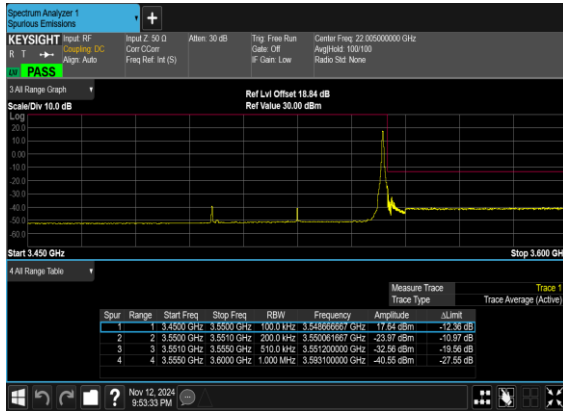 Spectrum Analyzer 1
Spurious Emissions
+
KEYSIGHT Input: RF Input Z: 50 Ω Atten: 30 dB Trig: Free Run Center Freq: 22.005000000 GHz
R T Coupling: DC Corr CCorr Gate: Off Avg|Hold: 100/100
Align: Auto Freq Ref: Int (S) IF Gain: Low Radio Std: None
PASS
3 All Range Graph
Ref Lvl Offset 18.84 dB
Scale/Div 10.0 dB Ref Value 30.00 dBm
Log
20.0
10.0
0.00
-10.0
-20.0
-30.0
-40.0
-50.0
-60.0
Start 3.450 GHz Stop 3.600 GH
4 All Range Table
Measure Trace Trace 1
Trace Type Trace Average (Active)
Spur Range Start Freq Stop Freq RBW Frequency Amplitude ΔLimit
1 1 3.4500 GHz 3.5500 GHz 100.0 kHz 3.548666667 GHz 17.64 dBm -12.36 dB
2 2 3.5500 GHz 3.5510 GHz 200.0 kHz 3.550061667 GHz -23.97 dBm -10.97 dB
3 3 3.5510 GHz 3.5550 GHz 510.0 kHz 3.551200000 GHz -32.56 dBm -19.56 dB
4 4 3.5550 GHz 3.6000 GHz 1.000 MHz 3.593100000 GHz -40.55 dBm -27.55 dB
? Nov 12, 2024
9:53:33 PM